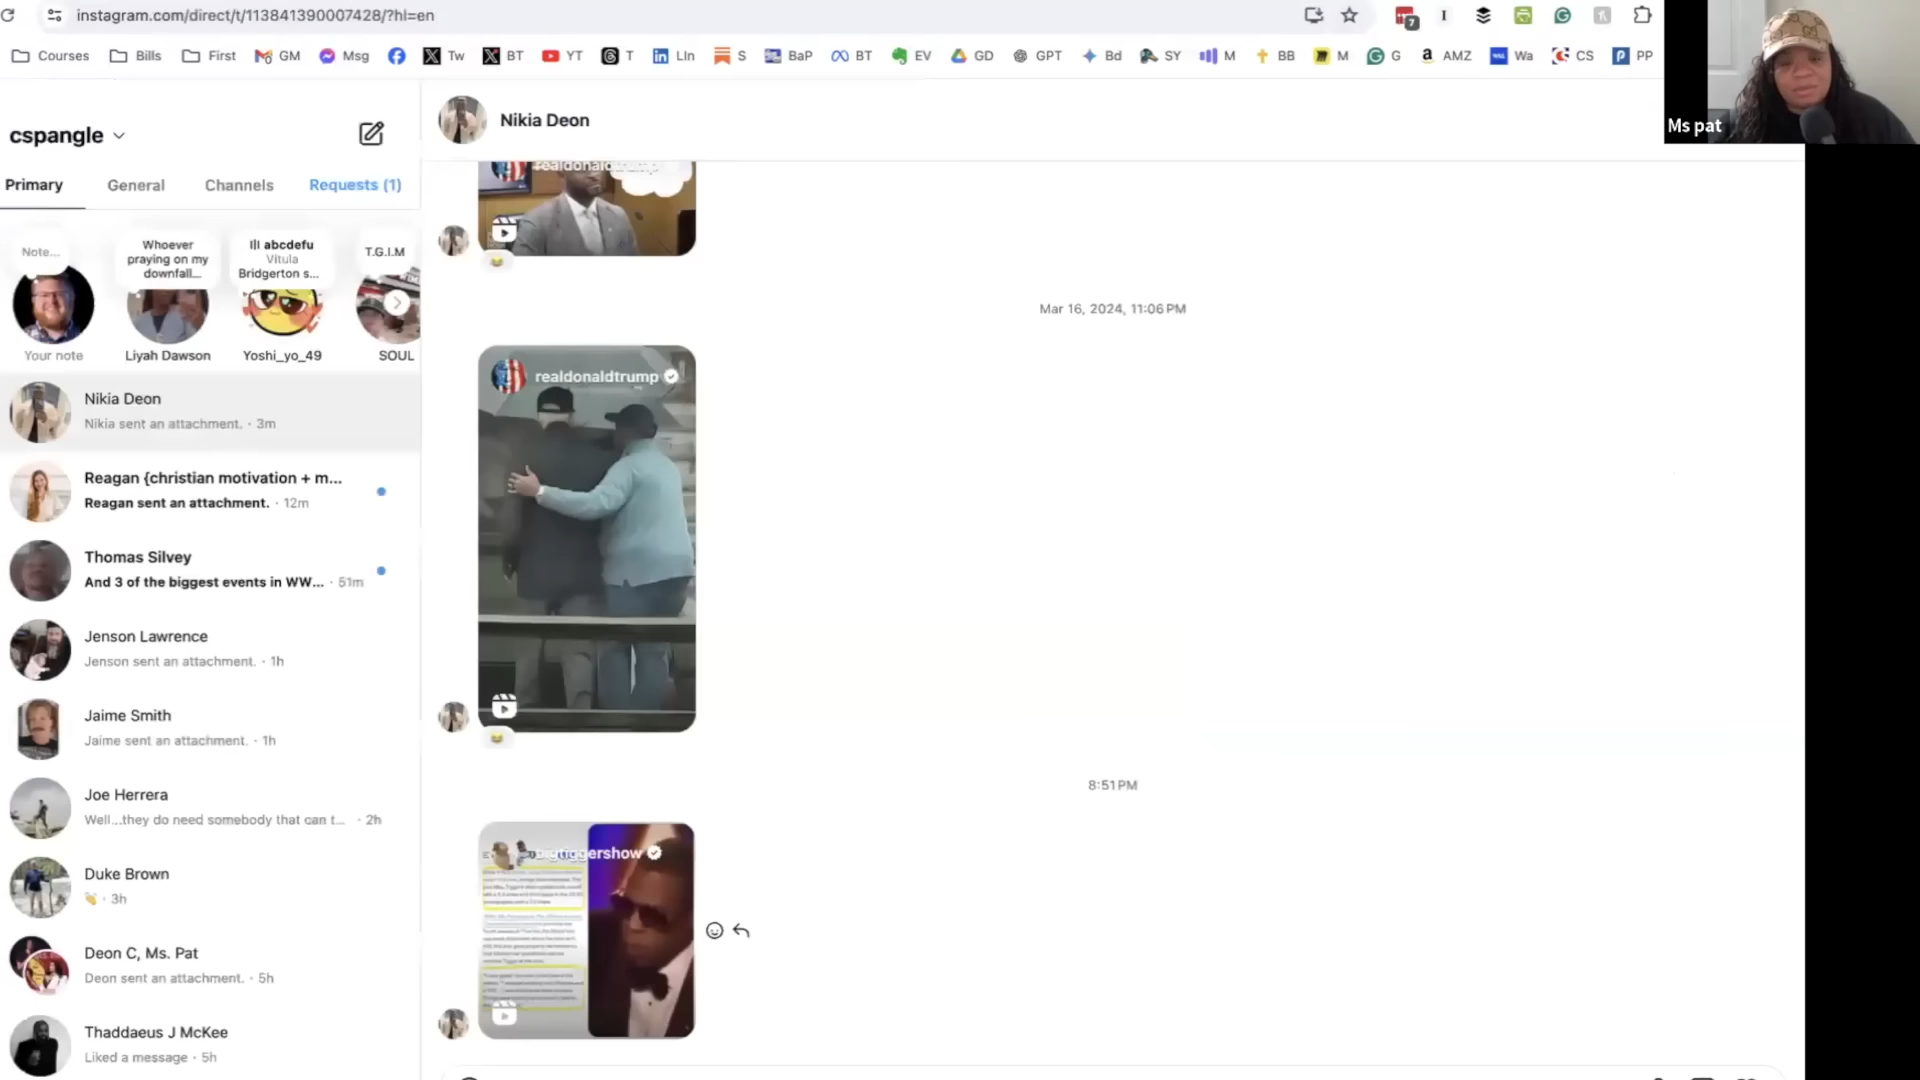 instagram.com/direct/t/113841390007428/?hl=en
7
Courses Bills First GM Msg Tw BT YT T LIn S BaP BT EV GD GPT Bd SY M BB M G AMZ Wa CS PP
Ms pat
cspangle
Primary General Channels Requests (1)
Note...
Whoever
praying on my
downfall...
abcdefu
Vitula
Bridgerton s...
T.G.I.M
Your note
Liyah Dawson
Yoshi_yo_49
SOUL
Nikia Deon
Nikia sent an attachment. · 3m
Reagan {christian motivation + m...
Reagan sent an attachment. · 12m
Thomas Silvey
And 3 of the biggest events in WW... · 51m
Jenson Lawrence
Jenson sent an attachment. · 1h
Jaime Smith
Jaime sent an attachment. · 1h
Joe Herrera
Well...they do need somebody that can t... · 2h
Duke Brown
👏 · 3h
Deon C, Ms. Pat
Deon sent an attachment. · 5h
Thaddaeus J McKee
Liked a message · 5h
Nikia Deon
realdonaldtrump
Mar 16, 2024, 11:06 PM
realdonaldtrump
8:51 PM
bigtiggershow